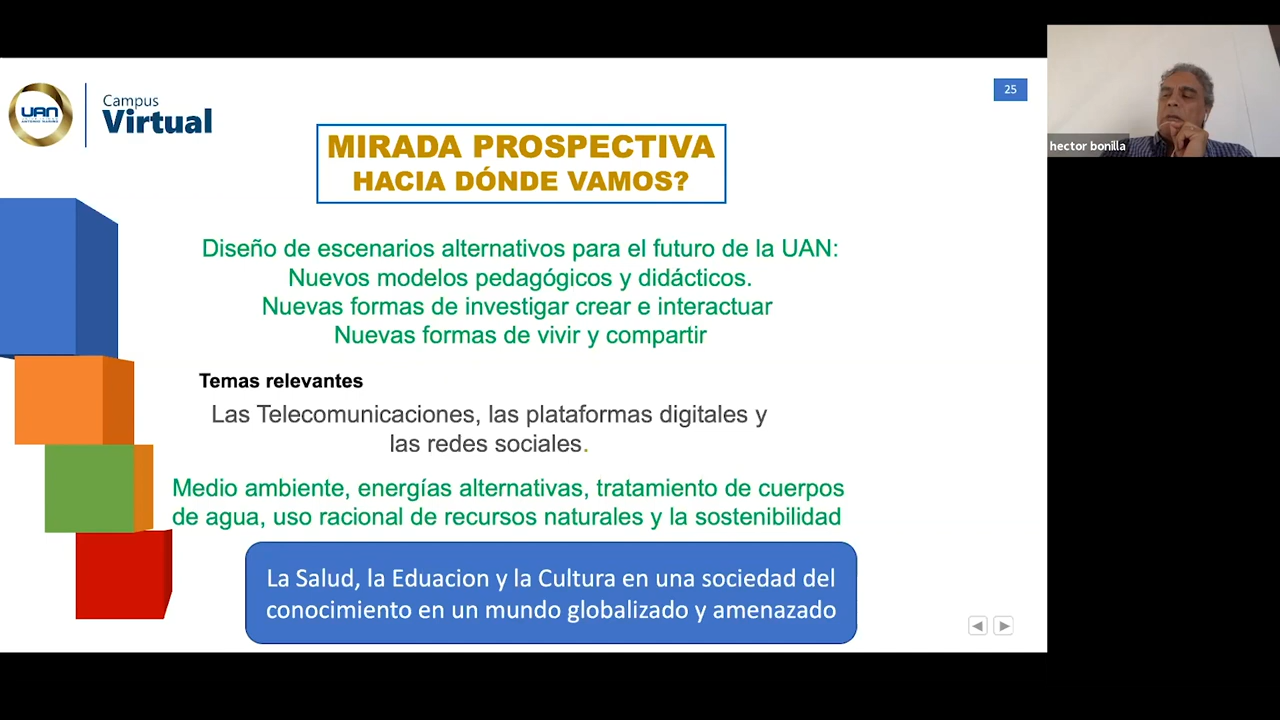 UAN
Campus
Virtual
25
hector bonilla
MIRADA PROSPECTIVA
HACIA DÓNDE VAMOS?
Diseño de escenarios alternativos para el futuro de la UAN:
Nuevos modelos pedagógicos y didácticos.
Nuevas formas de investigar crear e interactuar
Nuevas formas de vivir y compartir
Temas relevantes
Las Telecomunicaciones, las plataformas digitales y
las redes sociales.
Medio ambiente, energías alternativas, tratamiento de cuerpos
de agua, uso racional de recursos naturales y la sostenibilidad
La Salud, la Eduacion y la Cultura en una sociedad del
conocimiento en un mundo globalizado y amenazado